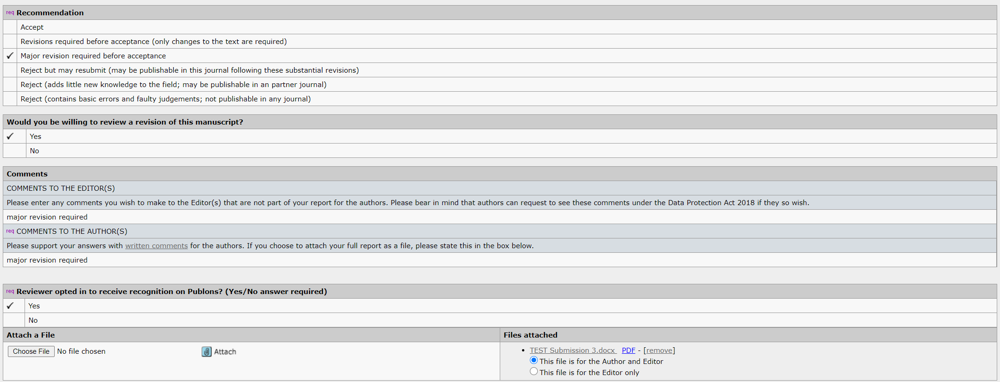 req Recommendation
Accept
Revisions required before acceptance (only changes to the text are required)
Major revision required before acceptance
Reject but may resubmit (may be publishable in this journal following these substantial revisions)
Reject (adds little new knowledge to the field; may be publishable in an partner journal)
Reject (contains basic errors and faulty judgements; not publishable in any journal)
Would you be willing to review a revision of this manuscript?
Yes
No
Comments
COMMENTS TO THE EDITOR(S)
Please enter any comments you wish to make to the Editor(s) that are not part of your report for the authors. Please bear in mind that authors can request to see these comments under the Data Protection Act 2018 if they so wish.
major revision required
req COMMENTS TO THE AUTHOR(S)
Please support your answers with written comments for the authors. If you choose to attach your full report as a file, please state this in the box below.
major revision required
req Reviewer opted in to receive recognition on Publons? (Yes/No answer required)
Yes
No
Attach a File
Choose File No file chosen Attach
Files attached
• TEST Submission 3.docx PDF - [remove]
This file is for the Author and Editor
This file is for the Editor only